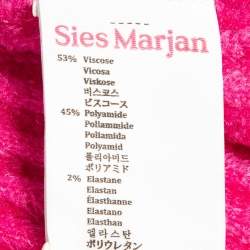 Sies Marjan
53% Viscose
Vicosa
Viskose
비스코스
ビスコース
45% Polyamide
Poliammide
Poliamida
Polyamid
폴리아미드
ポリアミド
2% Elastane
Elastan
Élasthanne
Elastano
Elasthan
엘라스탄
ポリウレタン